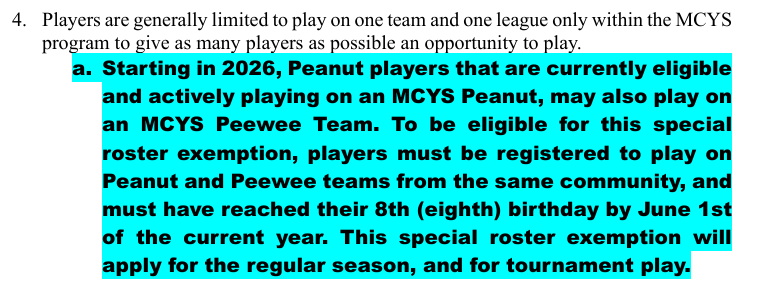 4. Players are generally limited to play on one team and one league only within the MCYS
program to give as many players as possible an opportunity to play.
a. Starting in 2026, Peanut players that are currently eligible
and actively playing on an MCYS Peanut, may also play on
an MCYS Peewee Team. To be eligible for this special
roster exemption, players must be registered to play on
Peanut and Peewee teams from the same community, and
must have reached their 8th (eighth) birthday by June 1st
of the current year. This special roster exemption will
apply for the regular season, and for tournament play.